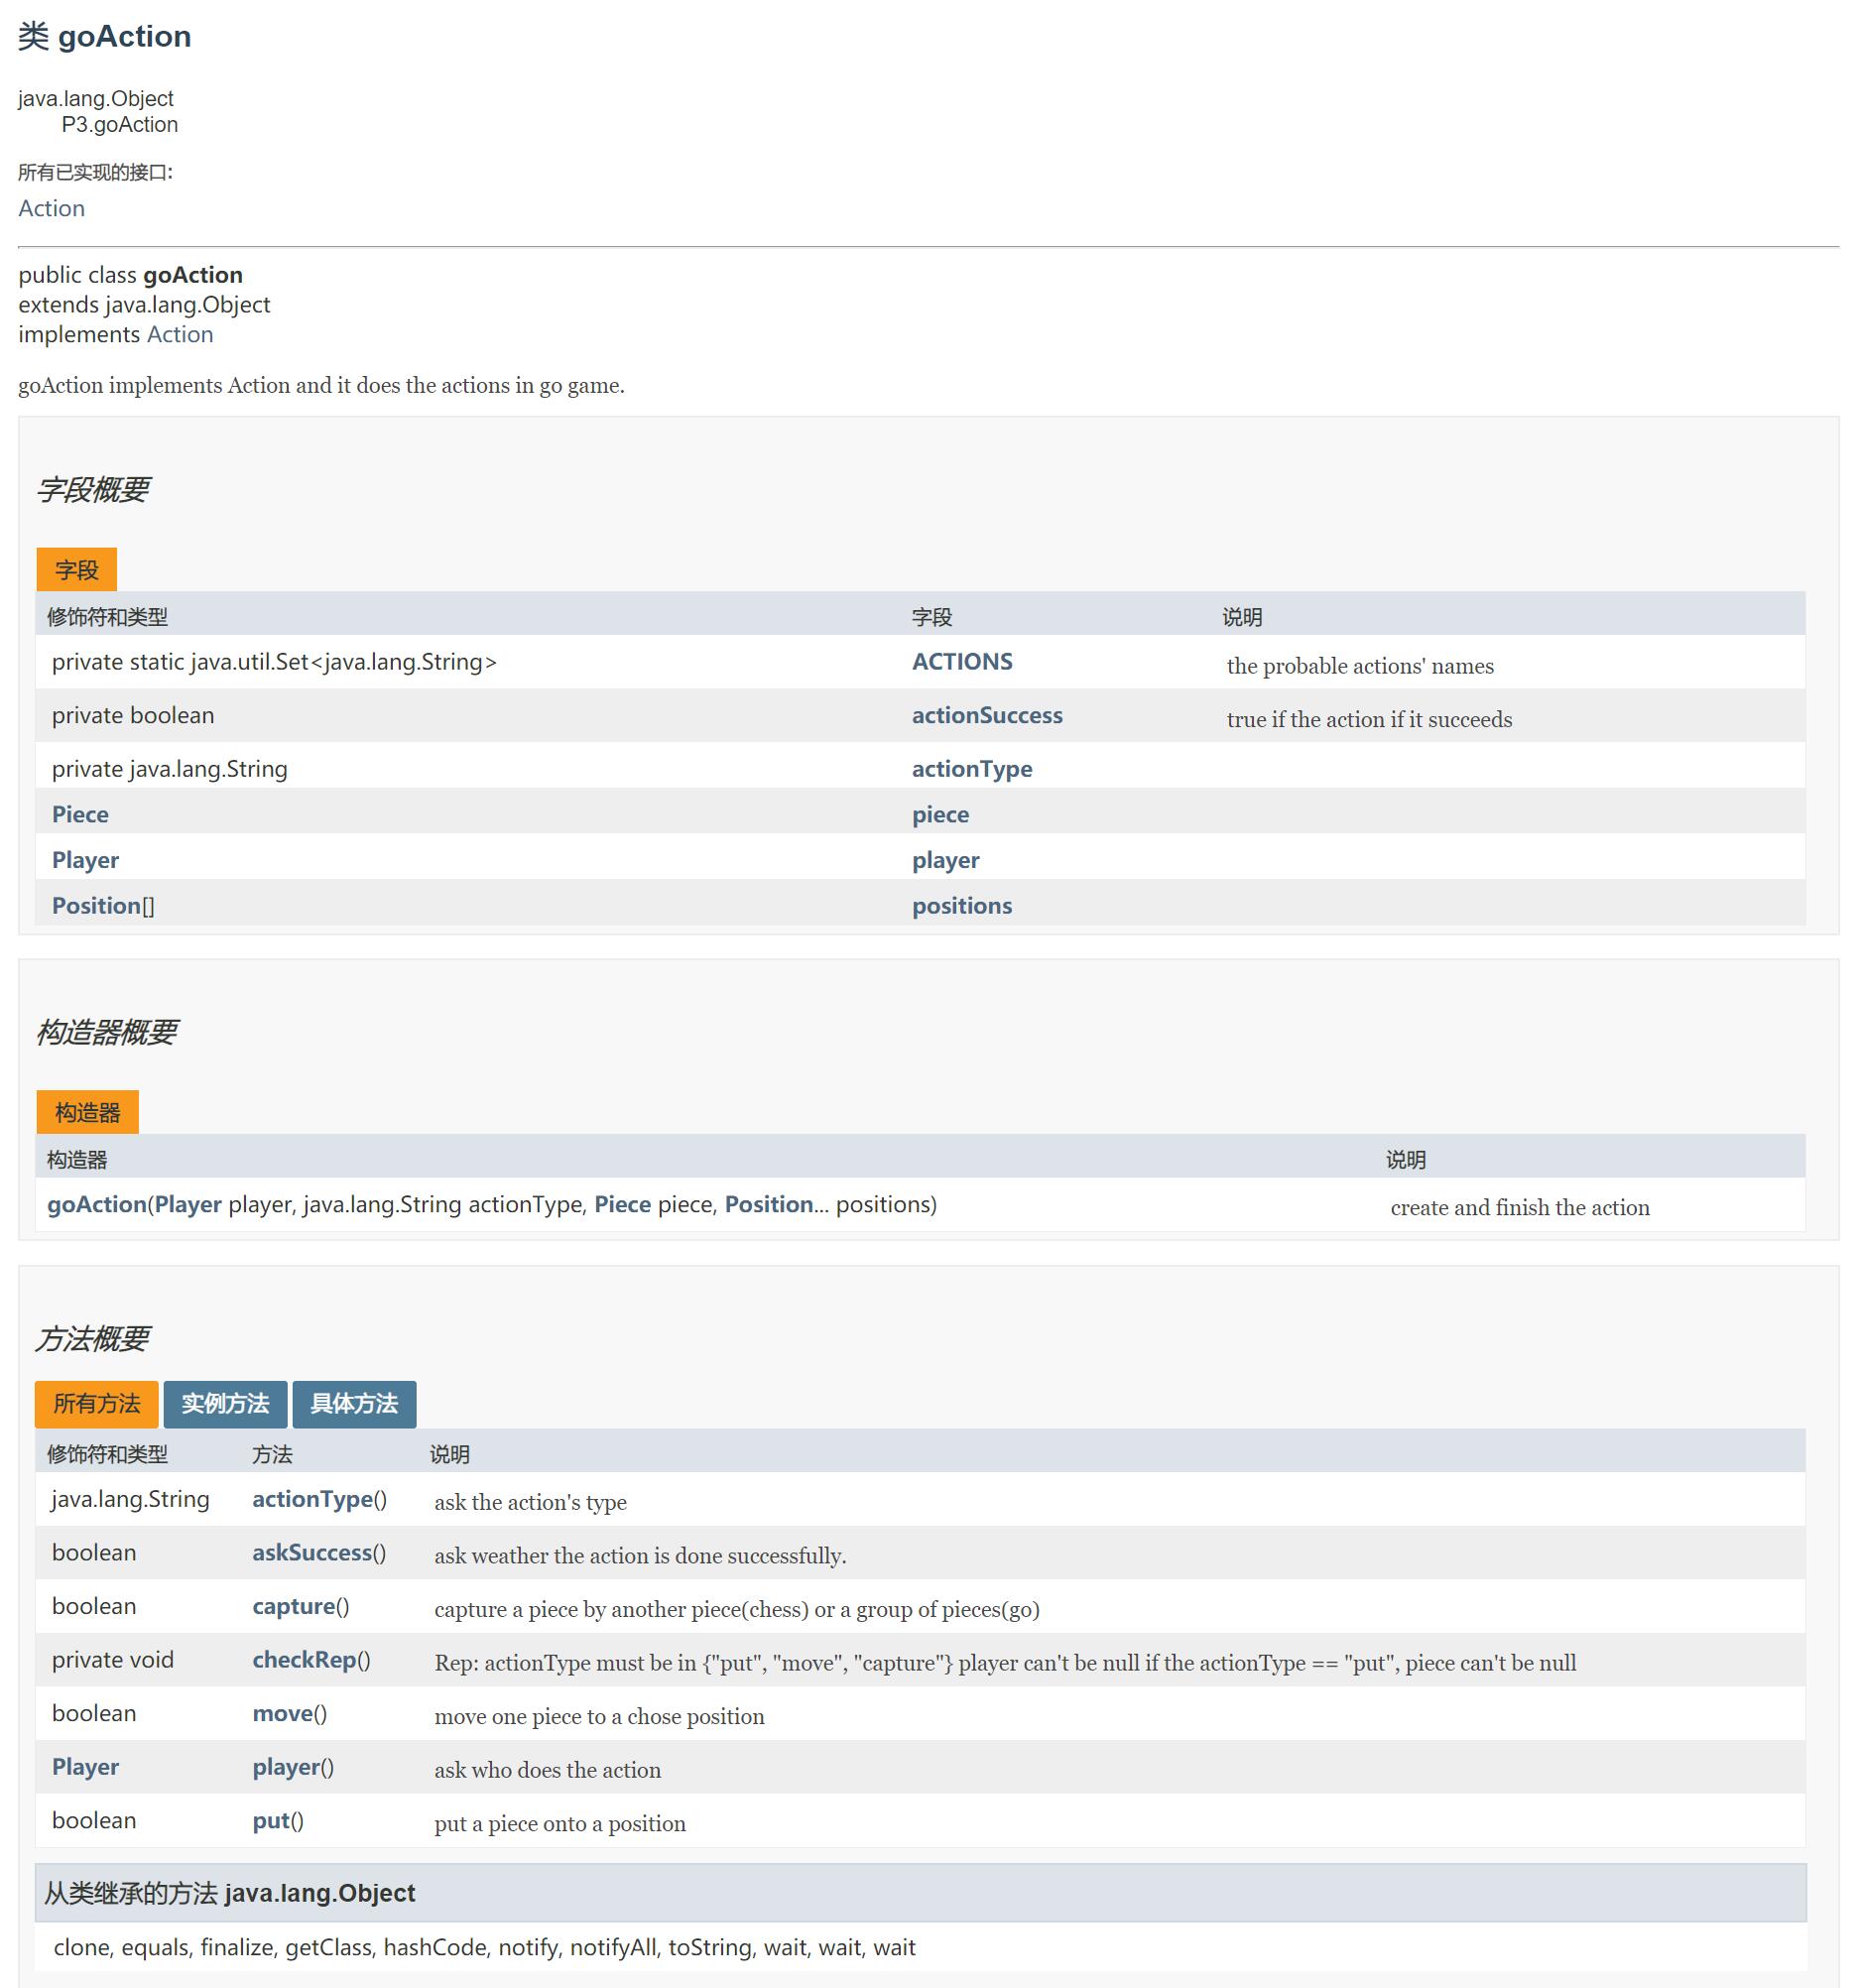 类 goAction
java.lang.Object
P3.goAction
所有已实现的接口:
Action
public class goAction
extends java.lang.Object
implements Action
goAction implements Action and it does the actions in go game.
字段概要
字段
修饰符和类型 字段 说明
private static java.util.Set<java.lang.String> ACTIONS the probable actions' names
private boolean actionSuccess true if the action if it succeeds
private java.lang.String actionType
Piece piece
Player player
Position[] positions
构造器概要
构造器
构造器 说明
goAction(Player player, java.lang.String actionType, Piece piece, Position... positions) create and finish the action
方法概要
所有方法 实例方法 具体方法
修饰符和类型 方法 说明
java.lang.String actionType() ask the action's type
boolean askSuccess() ask weather the action is done successfully.
boolean capture() capture a piece by another piece(chess) or a group of pieces(go)
private void checkRep() Rep: actionType must be in {"put", "move", "capture"} player can't be null if the actionType == "put", piece can't be null
boolean move() move one piece to a chose position
Player player() ask who does the action
boolean put() put a piece onto a position
从类继承的方法 java.lang.Object
clone, equals, finalize, getClass, hashCode, notify, notifyAll, toString, wait, wait, wait